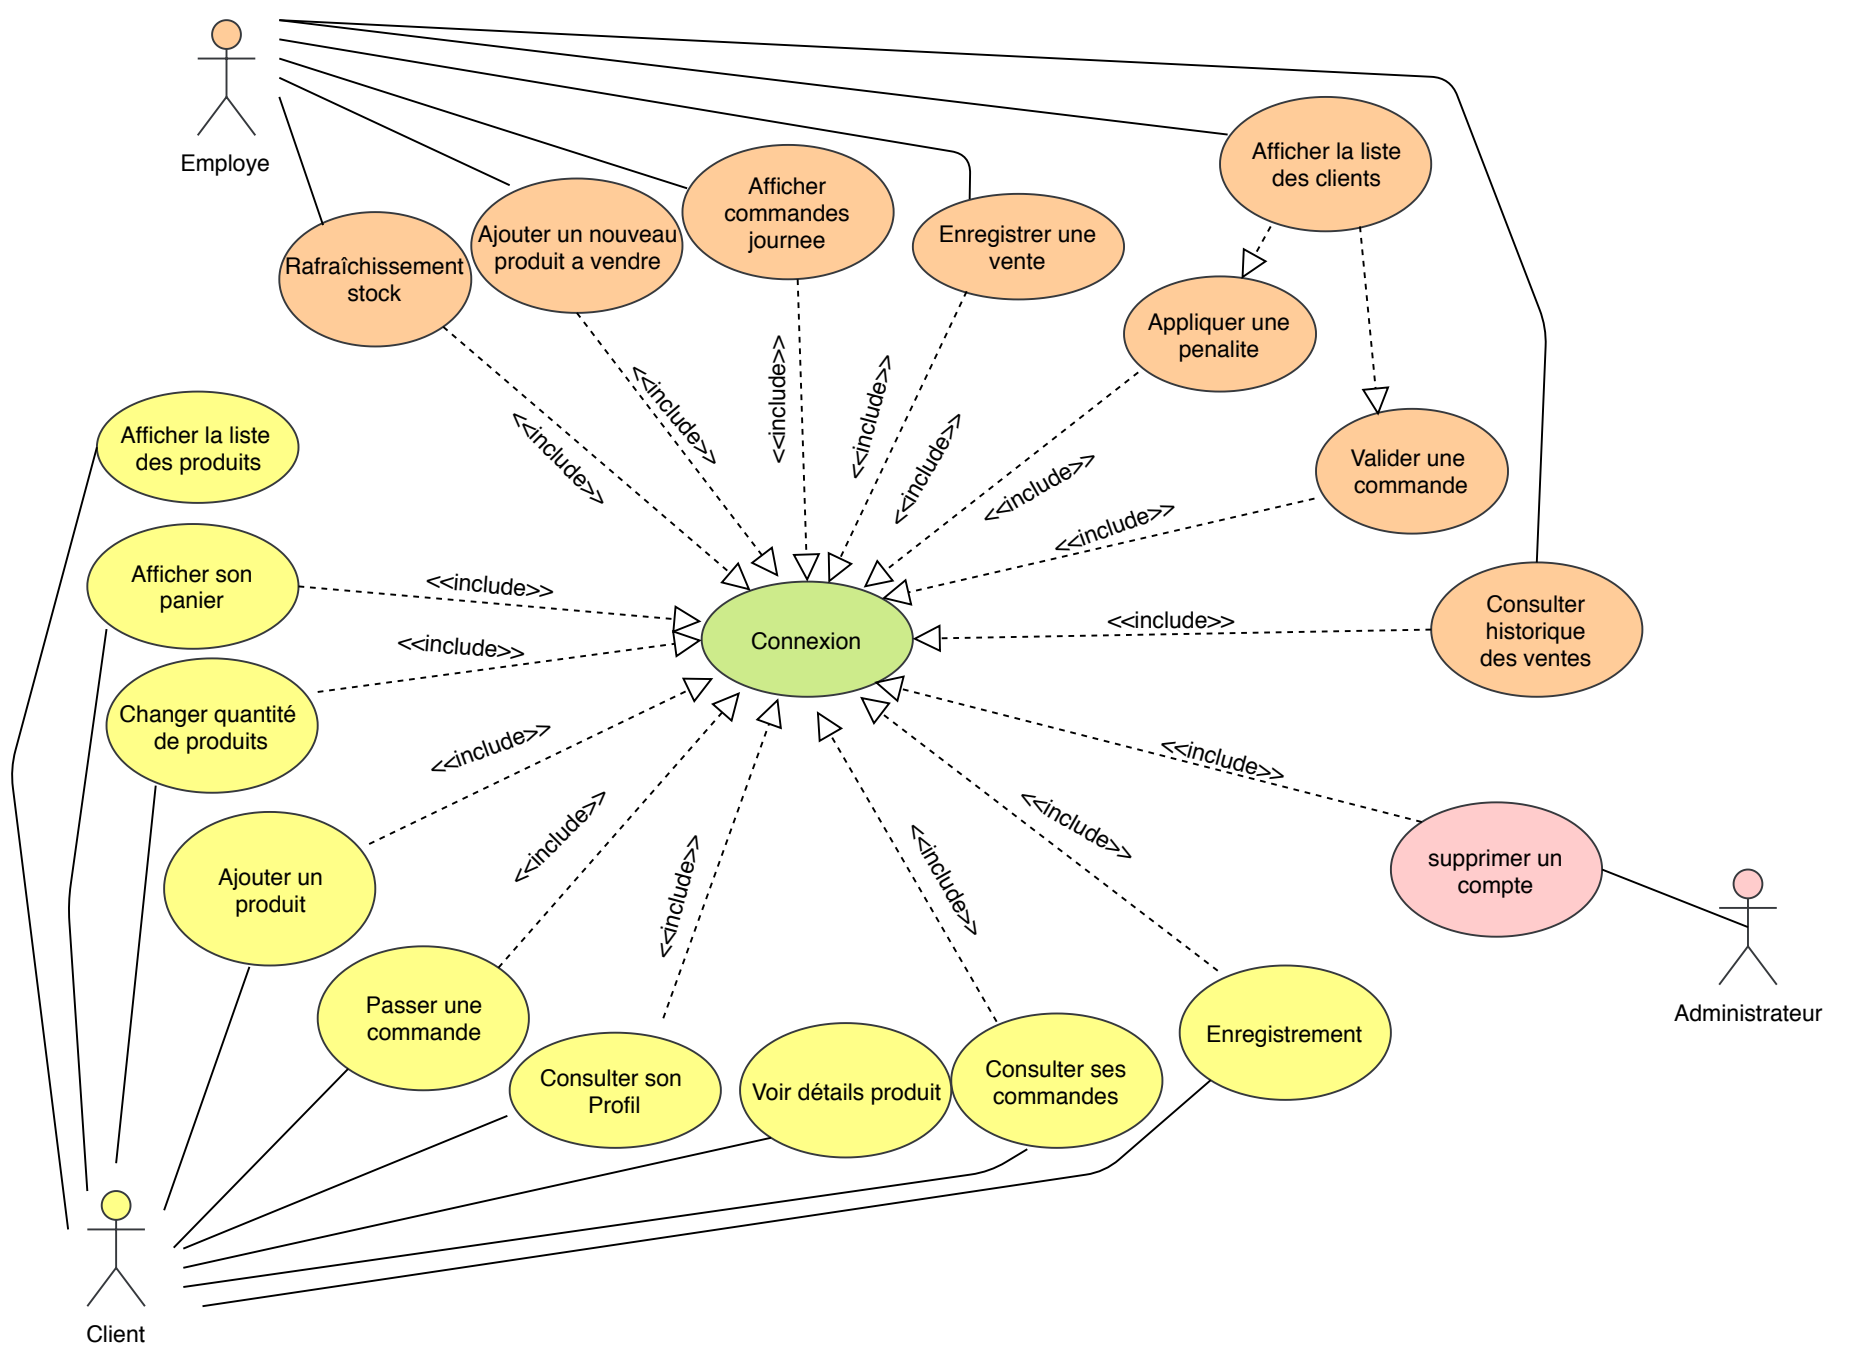 Employe
Afficher la liste
des clients
Afficher
commandes
journee
Ajouter un nouveau
produit a vendre
Enregistrer une
vente
Rafraîchissement
stock
Appliquer une
penalite
<<include>>
<<include>>
<<include>>
<<include>>
<<include>>
<<include>>
<<include>>
Valider une
commande
Afficher la liste
des produits
Afficher son
panier
<<include>>
<<include>>
Consulter
historique
des ventes
<<include>>
Connexion
Changer quantité
de produits
<<include>>
<<include>>
<<include>>
<<include>>
<<include>>
<<include>>
supprimer un
compte
Ajouter un
produit
<<include>>
Passer une
commande
Administrateur
Enregistrement
Consulter son
Profil
Voir détails produit
Consulter ses
commandes
Client